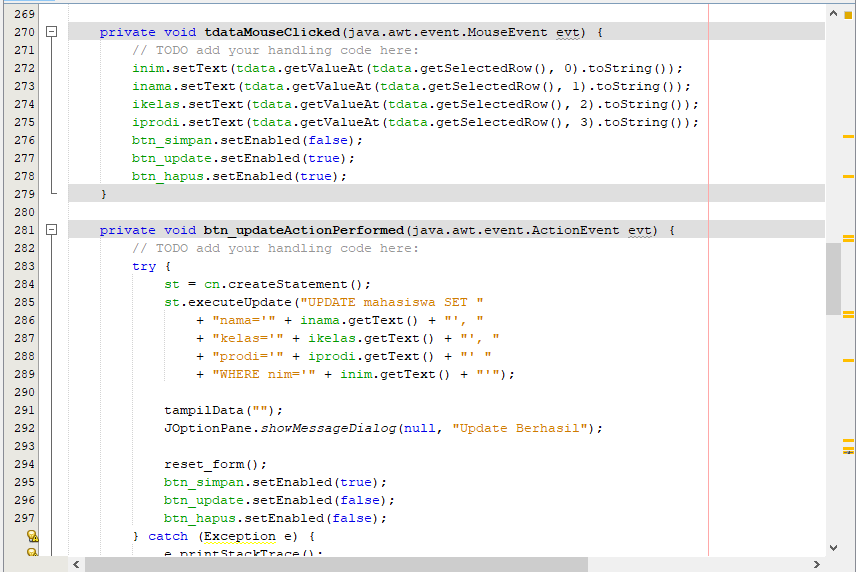 269
270 private void tdataMouseClicked(java.awt.event.MouseEvent evt) {
271 // TODO add your handling code here:
272 inim.setText(tdata.getValueAt(tdata.getSelectedRow(), 0).toString());
273 inama.setText(tdata.getValueAt(tdata.getSelectedRow(), 1).toString());
274 ikelas.setText(tdata.getValueAt(tdata.getSelectedRow(), 2).toString());
275 iprodi.setText(tdata.getValueAt(tdata.getSelectedRow(), 3).toString());
276 btn_simpan.setEnabled(false);
277 btn_update.setEnabled(true);
278 btn_hapus.setEnabled(true);
279 }
280
281 private void btn_updateActionPerformed(java.awt.event.ActionEvent evt) {
282 // TODO add your handling code here:
283 try {
284 st = cn.createStatement();
285 st.executeUpdate("UPDATE mahasiswa SET "
286 + "nama='" + inama.getText() + "', "
287 + "kelas='" + ikelas.getText() + "', "
288 + "prodi='" + iprodi.getText() + "' "
289 + "WHERE nim='" + inim.getText() + "'");
290
291 tampilData("");
292 JOptionPane.showMessageDialog(null, "Update Berhasil");
293
294 reset_form();
295 btn_simpan.setEnabled(true);
296 btn_update.setEnabled(false);
297 btn_hapus.setEnabled(false);
} catch (Exception e) {
e.printStackTrace();